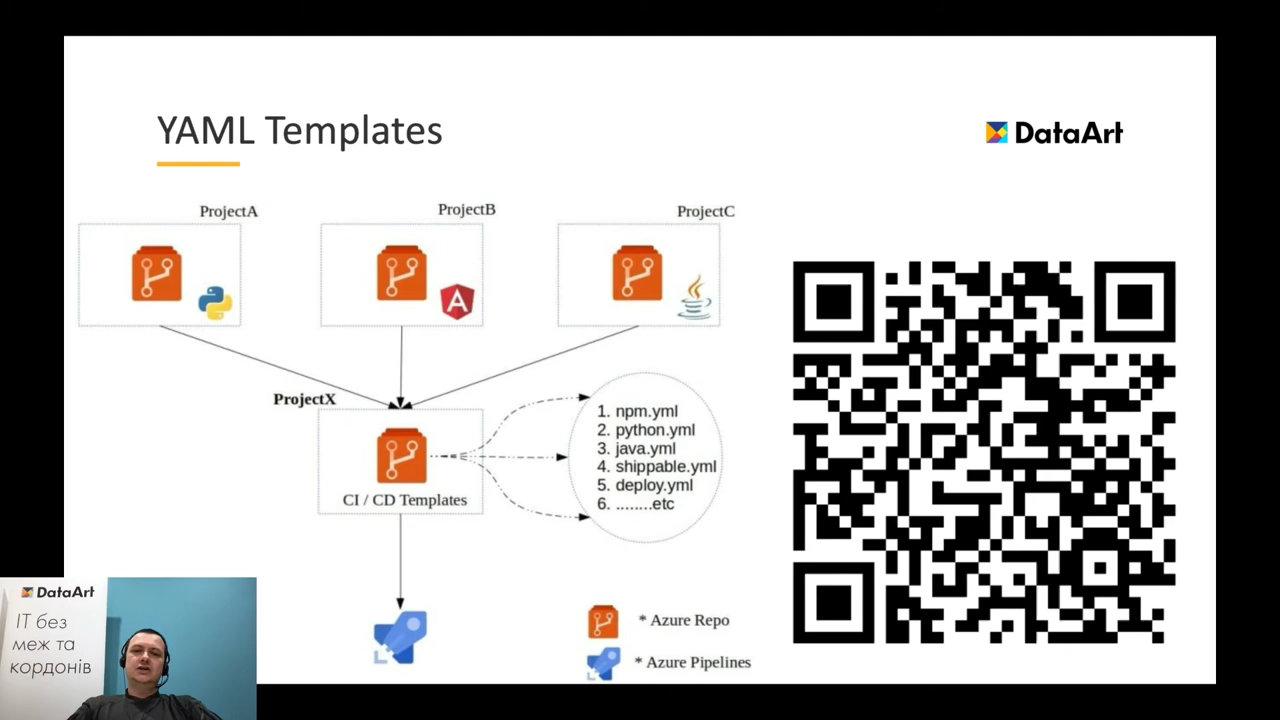 YAML Templates
DataArt
ProjectA
ProjectB
ProjectC
ProjectX
CI / CD Templates
1. npm.yml
2. python.yml
3. java.yml
4. shippable.yml
5. deploy.yml
6. ........etc
* Azure Repo
* Azure Pipelines
DataArt
ІТ без
меж та
кордонів